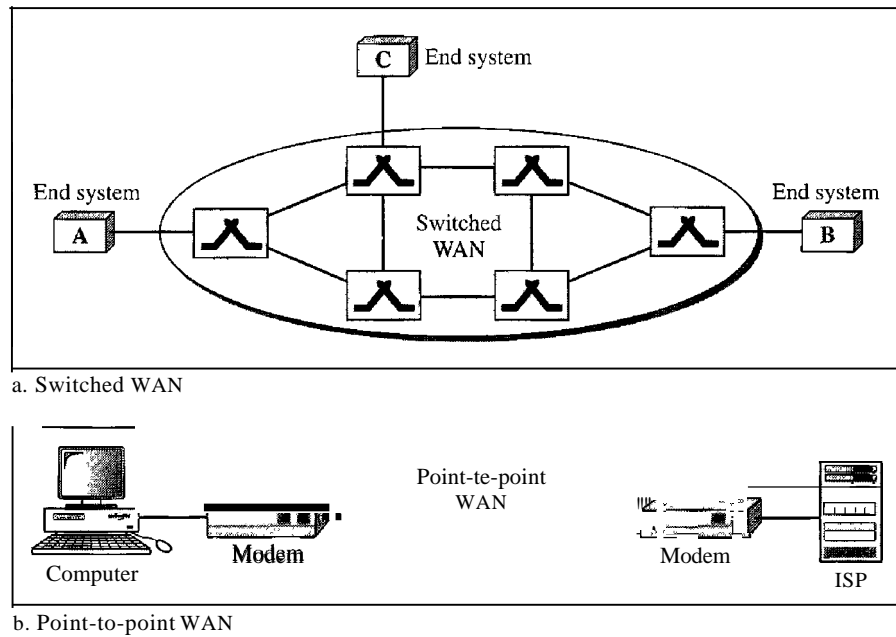 C End system
End system
A
Switched
WAN
End system
B
a. Switched WAN
Point-te-point
WAN
Modem
Computer
Modem
ISP
b. Point-to-point WAN